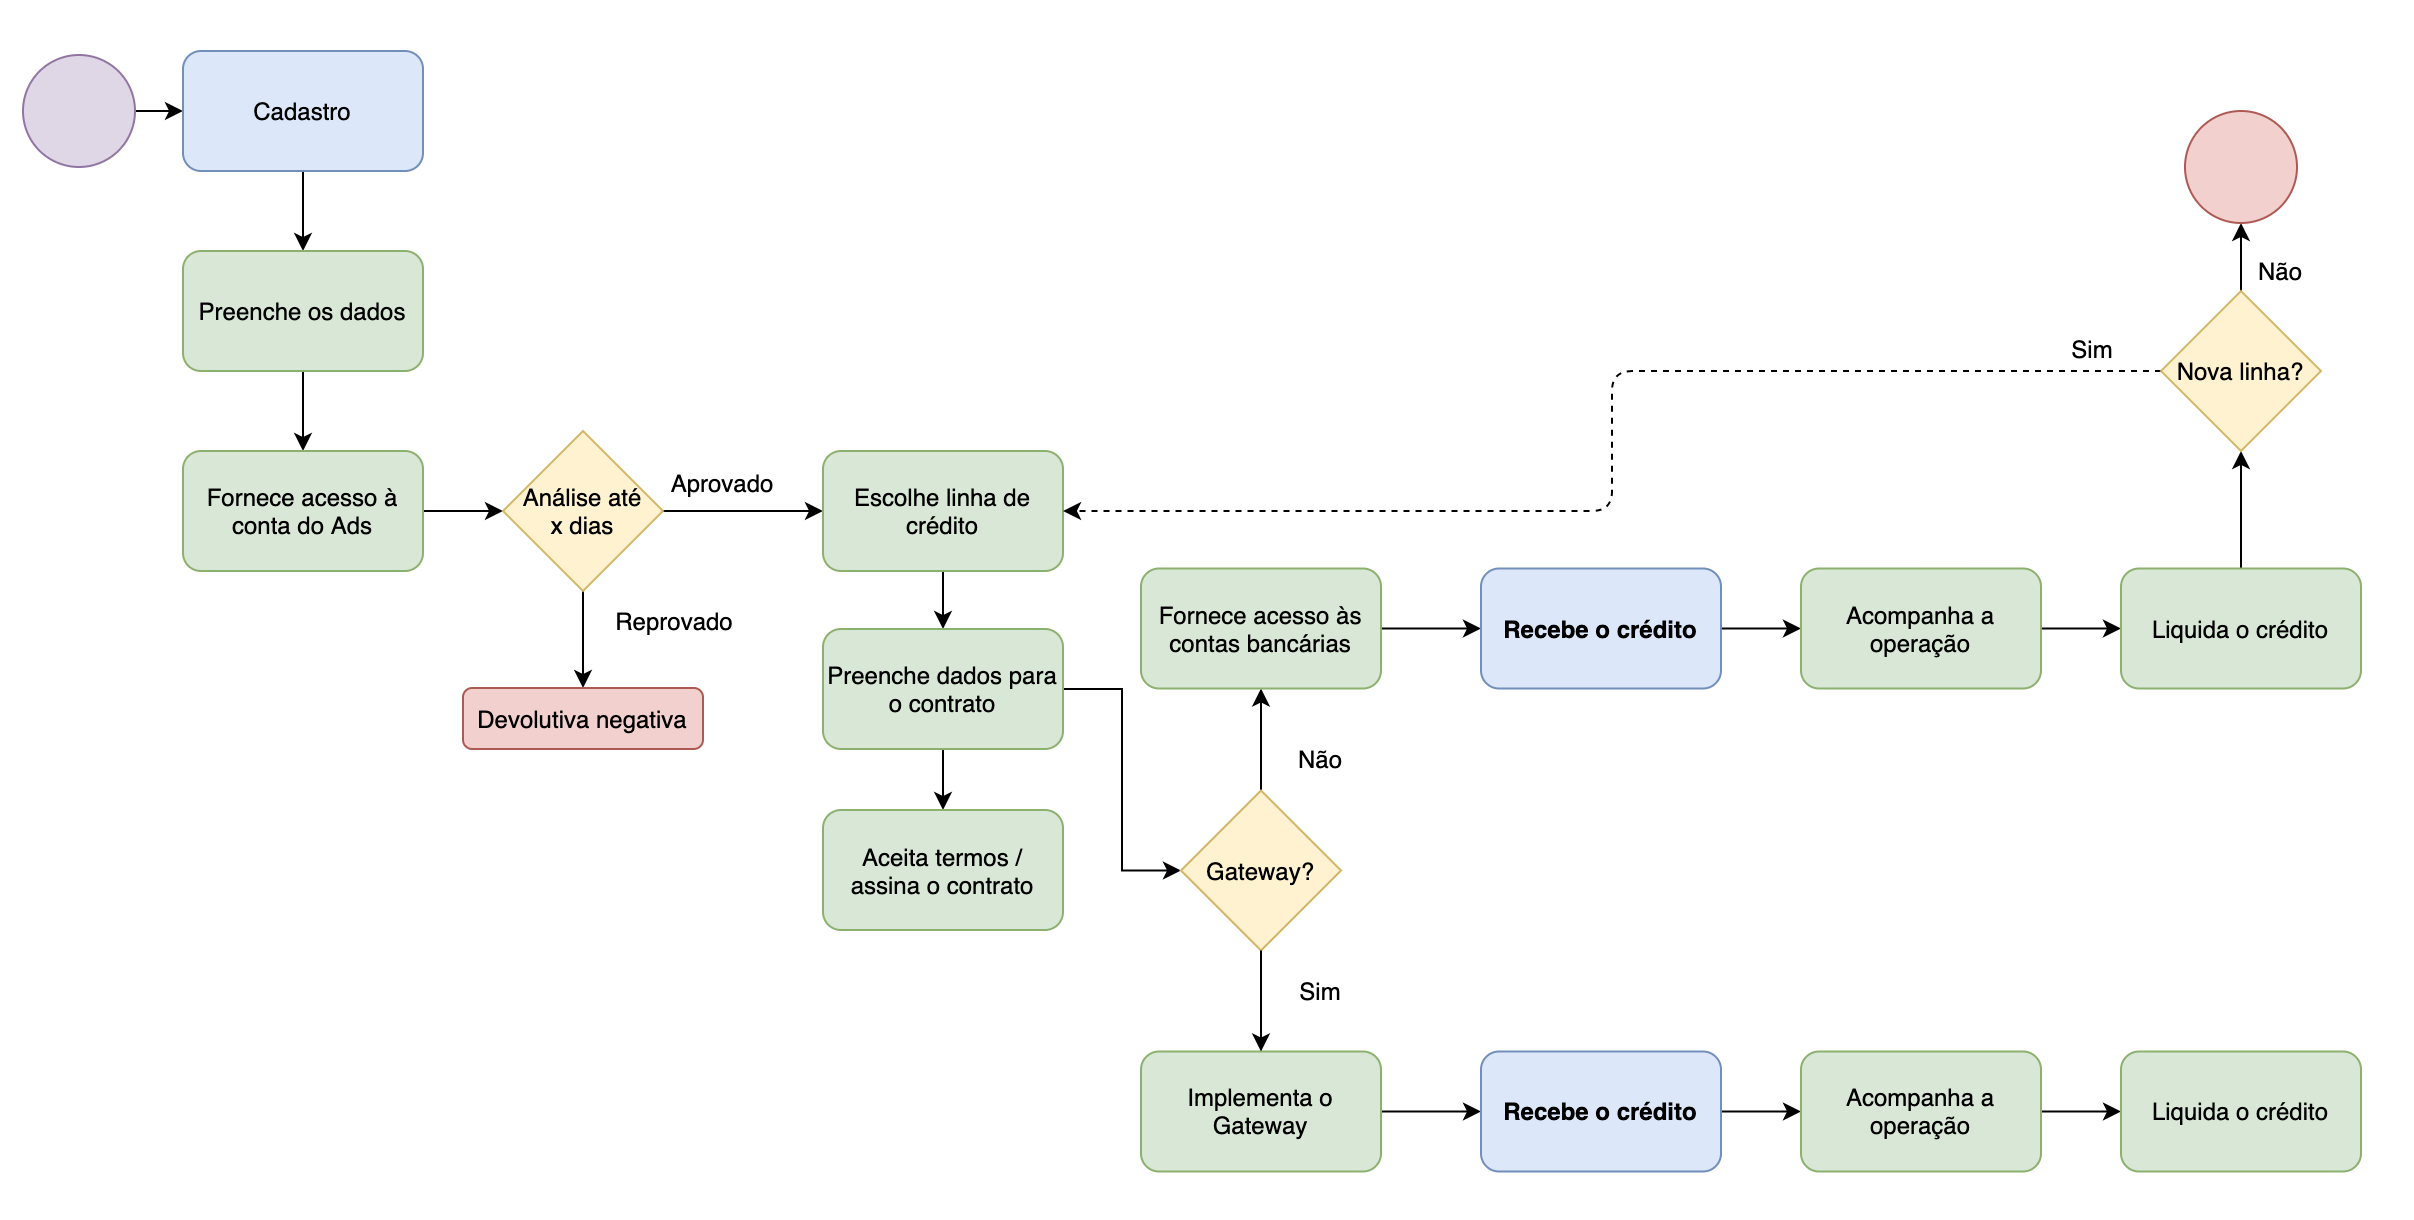 Cadastro
Preenche os dados
Fornece acesso à
conta do Ads
Análise até
x dias
Aprovado
Reprovado
Devolutiva negativa
Escolhe linha de
crédito
Preenche dados para
o contrato
Aceita termos /
assina o contrato
Gateway?
Não
Fornece acesso às
contas bancárias
Recebe o crédito
Acompanha a
operação
Liquida o crédito
Nova linha?
Sim
Não
Sim
Implementa o
Gateway
Recebe o crédito
Acompanha a
operação
Liquida o crédito